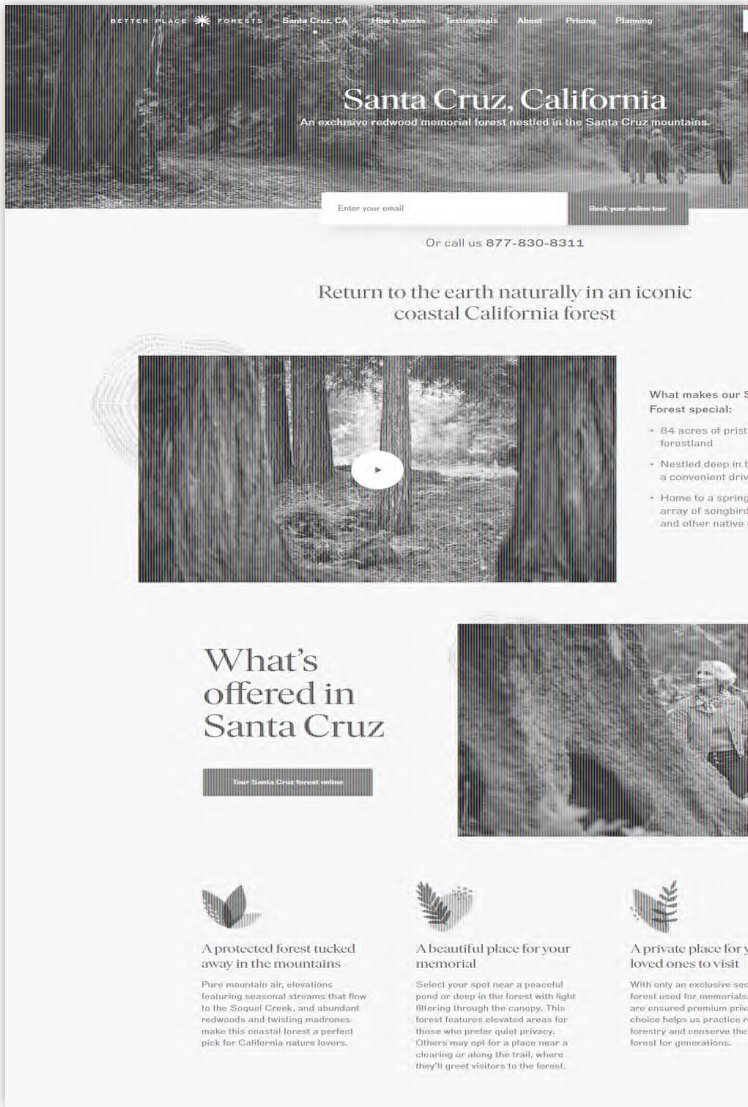 BETTER PLACE FORESTS Santa Cruz, CA How it works Testimonials About Pricing Planning
Santa Cruz, California
An exclusive redwood memorial forest nestled in the Santa Cruz mountains.
Enter your email Book your online tour
Or call us 877-830-8311
Return to the earth naturally in an iconic
coastal California forest
What makes our S
Forest special:
+ 84 acres of prist
forestland
+ Nestled deep in t
a convenient driv
+ Home to a spring
array of songbird
and other native
What's
offered in
Santa Cruz
Tour Santa Cruz forest online
A protected forest tucked
away in the mountains
Pure mountain air, elevations
featuring seasonal streams that flow
to the Soquel Creek, and abundant
redwoods and twisting madrones
make this coastal forest a perfect
pick for California nature lovers.
A beautiful place for your
memorial
Select your spot near a peaceful
pond or deep in the forest with light
filtering through the canopy. This
forest features elevated areas for
those who prefer quiet privacy.
Others may opt for a place near a
clearing or along the trail, where
they'll greet visitors to the forest.
A private place for y
loved ones to visit
With only an exclusive sec
forest used for memorials,
are ensured premium priva
choice helps us practice r
forestry and conserve the
forest for generations.